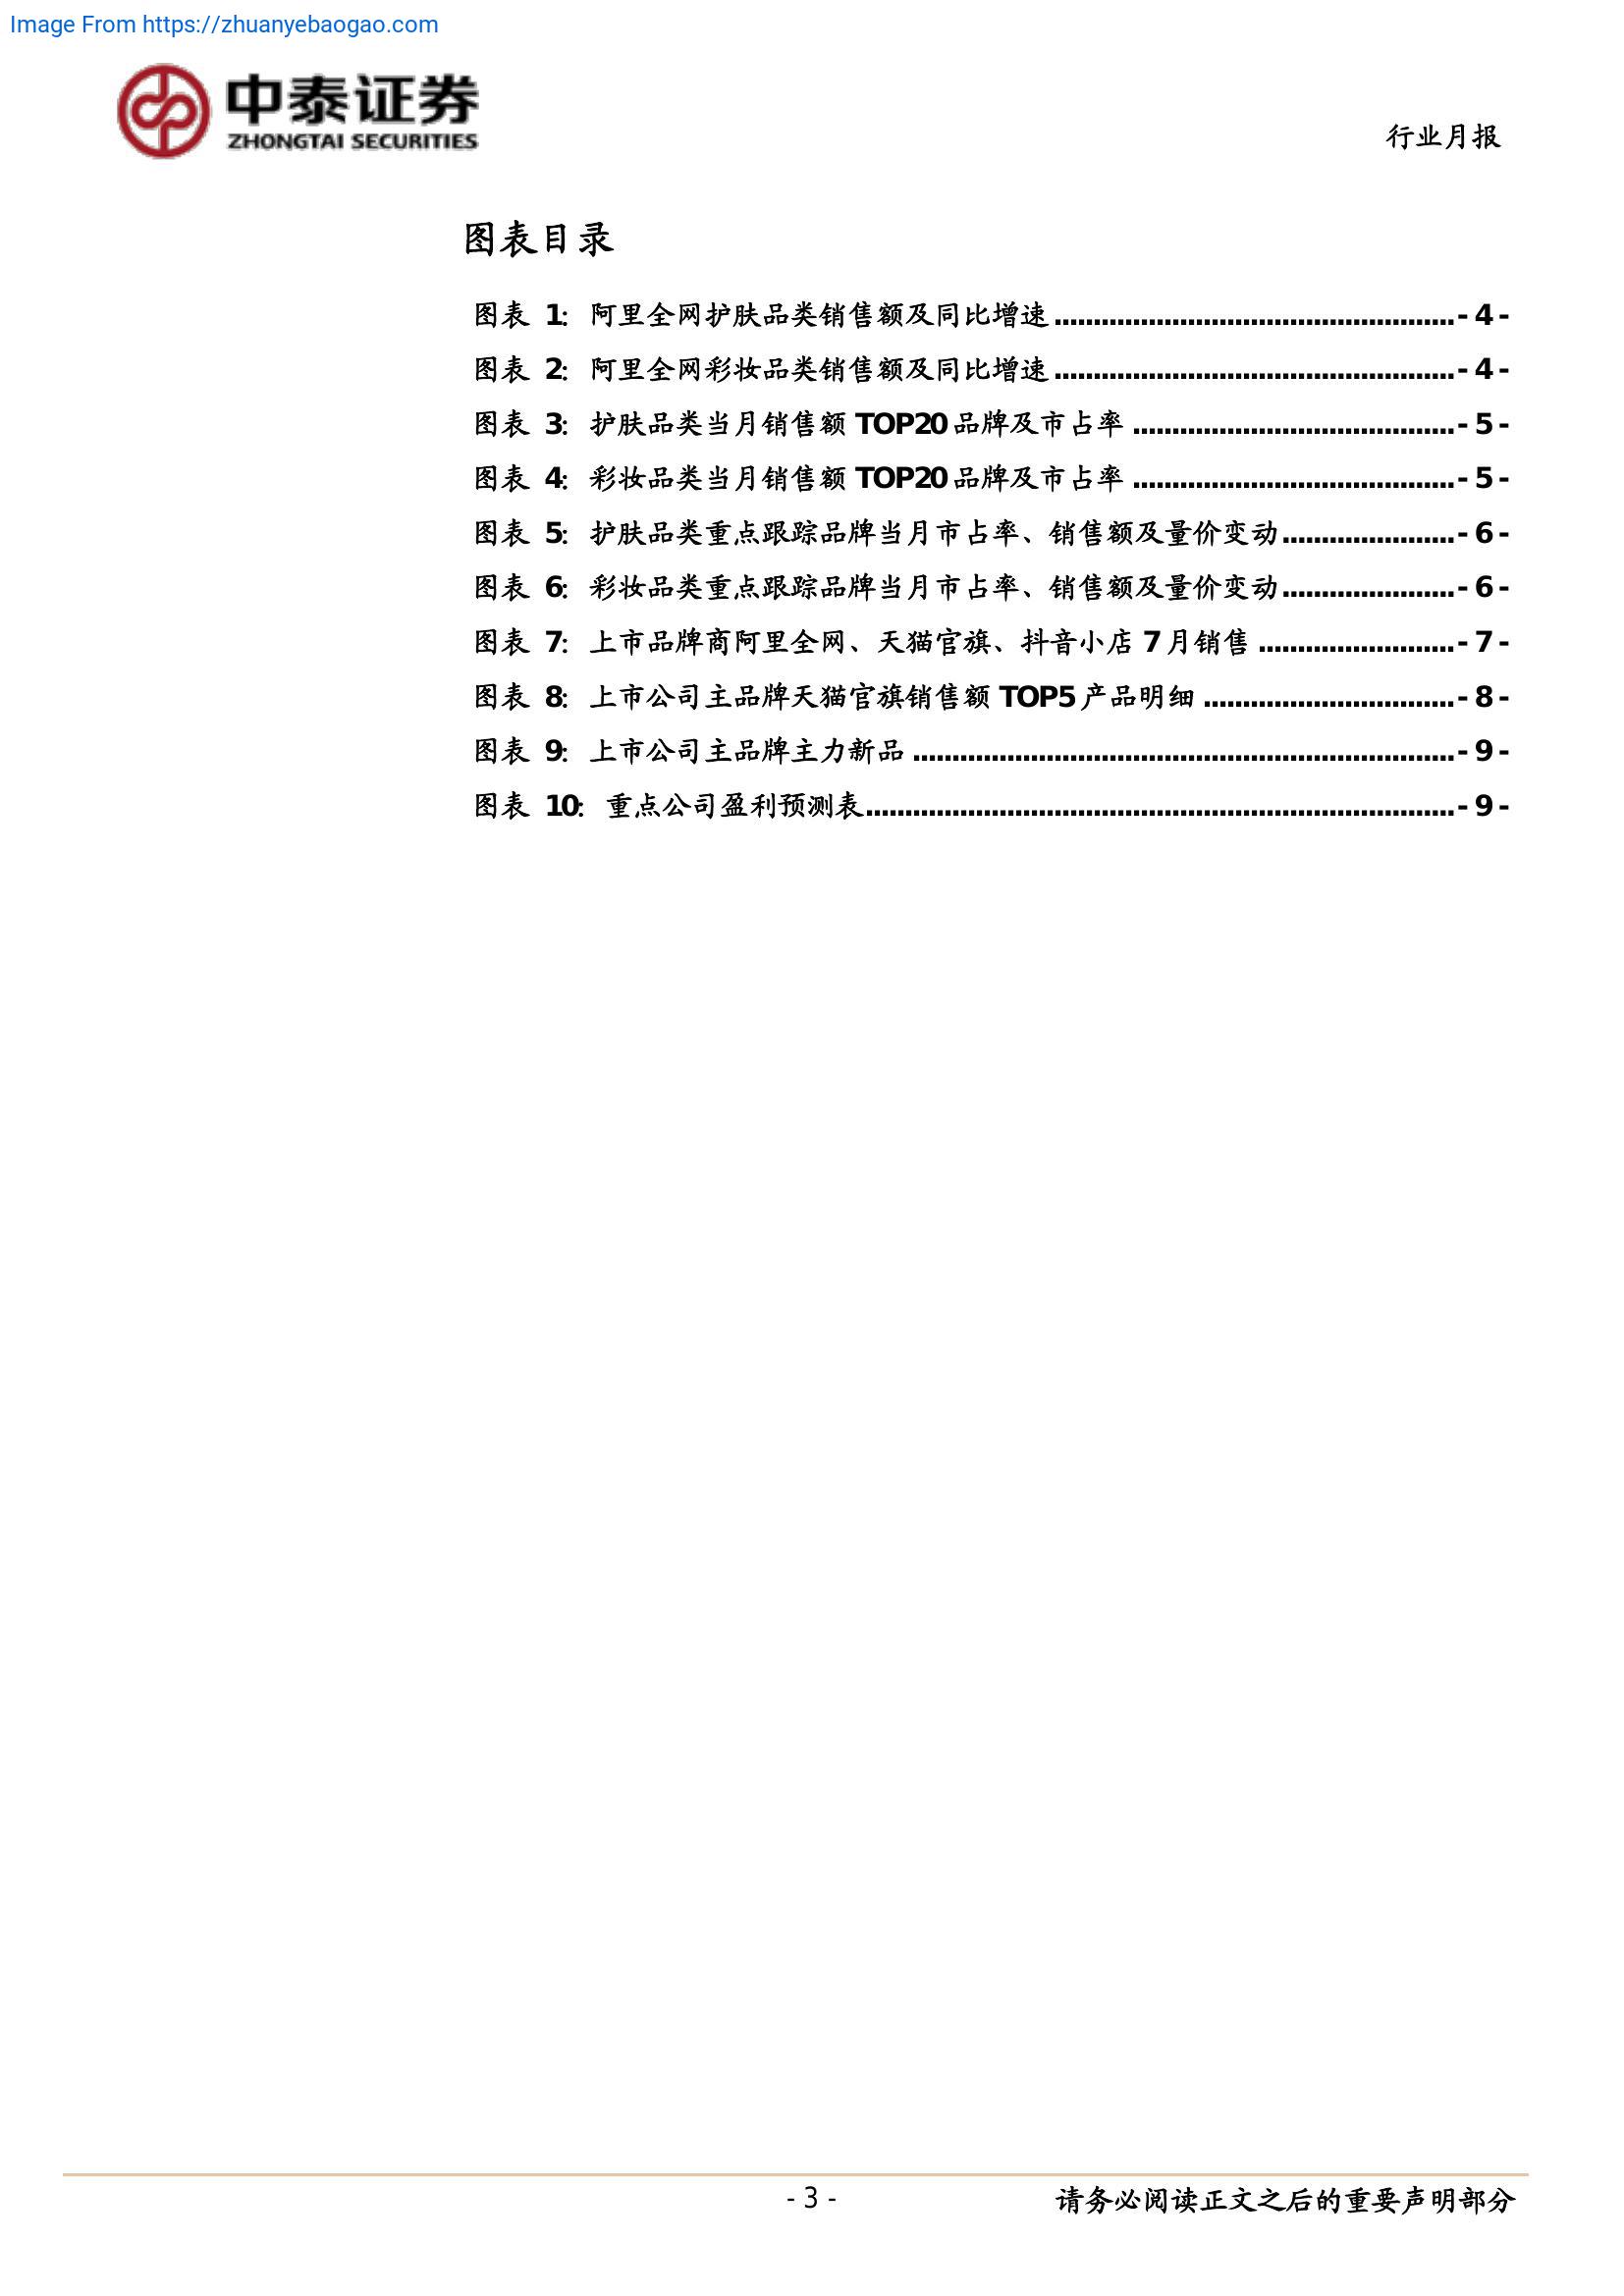 Image From https://zhuanyebaogao.com
中泰证券
ZHONGTAI SECURITIES
行业月报
图表目录
图表 1: 阿里全网护肤品类销售额及同比增速...................................................- 4 -
图表 2: 阿里全网彩妆品类销售额及同比增速...................................................- 4 -
图表 3: 护肤品类当月销售额 TOP20 品牌及市占率 .........................................- 5 -
图表 4: 彩妆品类当月销售额 TOP20 品牌及市占率 .........................................- 5 -
图表 5: 护肤品类重点跟踪品牌当月市占率、销售额及量价变动......................- 6 -
图表 6: 彩妆品类重点跟踪品牌当月市占率、销售额及量价变动......................- 6 -
图表 7: 上市品牌商阿里全网、天猫官旗、抖音小店 7 月销售 .........................- 7 -
图表 8: 上市公司主品牌天猫官旗销售额 TOP5 产品明细 ................................- 8 -
图表 9: 上市公司主品牌主力新品 .....................................................................- 9 -
图表 10: 重点公司盈利预测表...........................................................................- 9 -
- 3 -
请务必阅读正文之后的重要声明部分